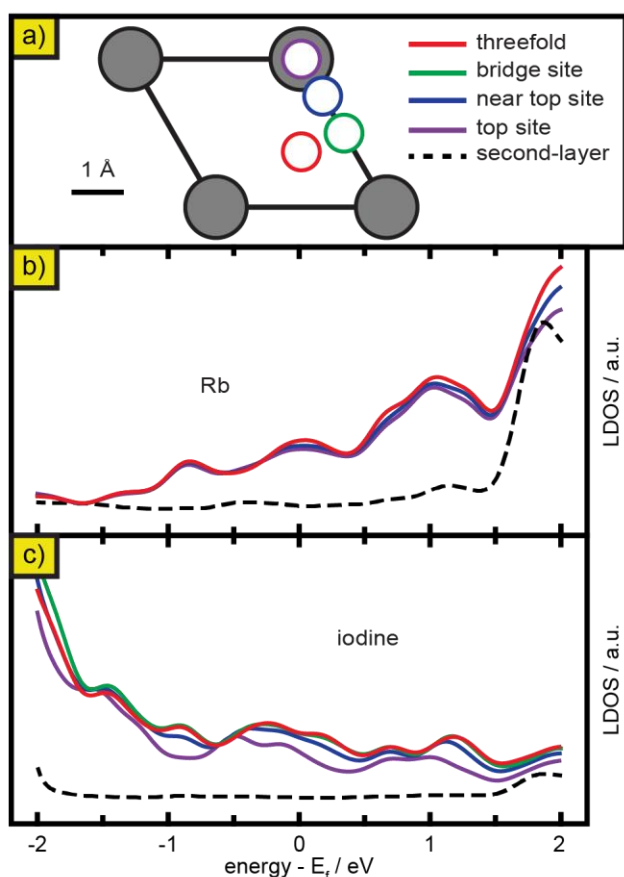 a)
threefold
bridge site
near top site
top site
second-layer
1 Å
b)
Rb
LDOS / a.u.
c)
iodine
LDOS / a.u.
-2 -1 0 1 2
energy - E_f / eV